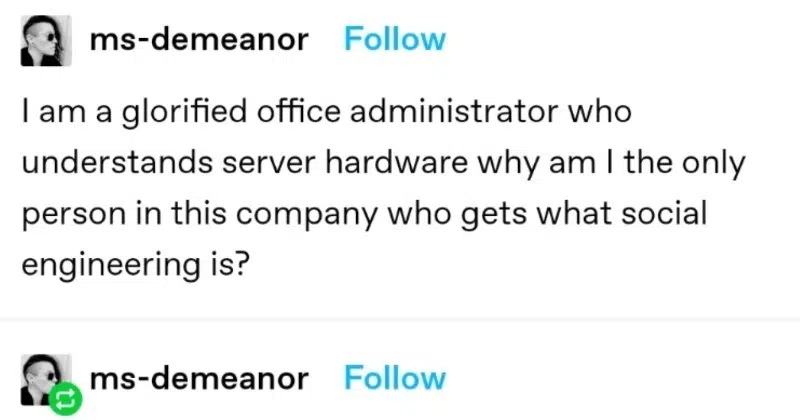 ms-demeanor Follow
I am a glorified office administrator who
understands server hardware why am I the only
person in this company who gets what social
engineering is?
ms-demeanor Follow